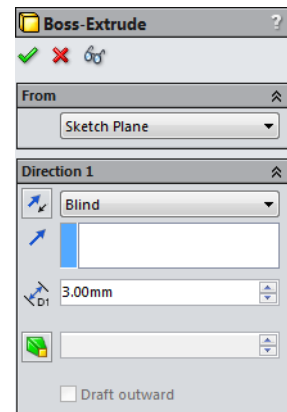 Boss-Extrude ?
From
Sketch Plane
Direction 1
Blind
D1 3.00mm
Draft outward